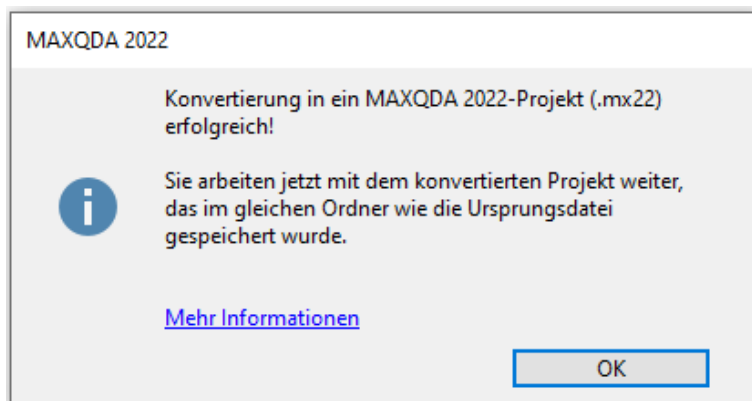 MAXQDA 2022
Konvertierung in ein MAXQDA 2022-Projekt (.mx22)
erfolgreich!
Sie arbeiten jetzt mit dem konvertierten Projekt weiter,
das im gleichen Ordner wie die Ursprungsdatei
gespeichert wurde.
Mehr Informationen
OK